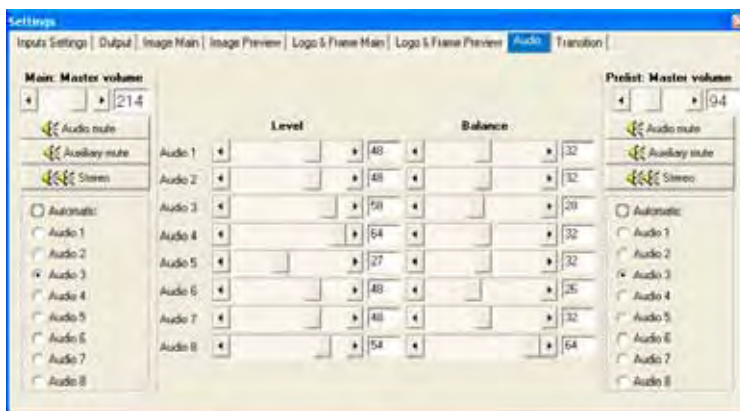 Settings
Inputs Settings | Output | Image Main | Image Preview | Logo & Frame Main | Logo & Frame Preview | Audio | Transition
Main: Master volume
214
Audio mute
Auxiliary mute
Stereo
Automatic
Audio 1
Audio 2
Audio 3
Audio 4
Audio 5
Audio 6
Audio 7
Audio 8
Level Balance
Audio 1 48 32
Audio 2 48 32
Audio 3 58 28
Audio 4 64 32
Audio 5 27 32
Audio 6 48 26
Audio 7 48 32
Audio 8 54 64
Prelist: Master volume
94
Audio mute
Auxiliary mute
Stereo
Automatic
Audio 1
Audio 2
Audio 3
Audio 4
Audio 5
Audio 6
Audio 7
Audio 8